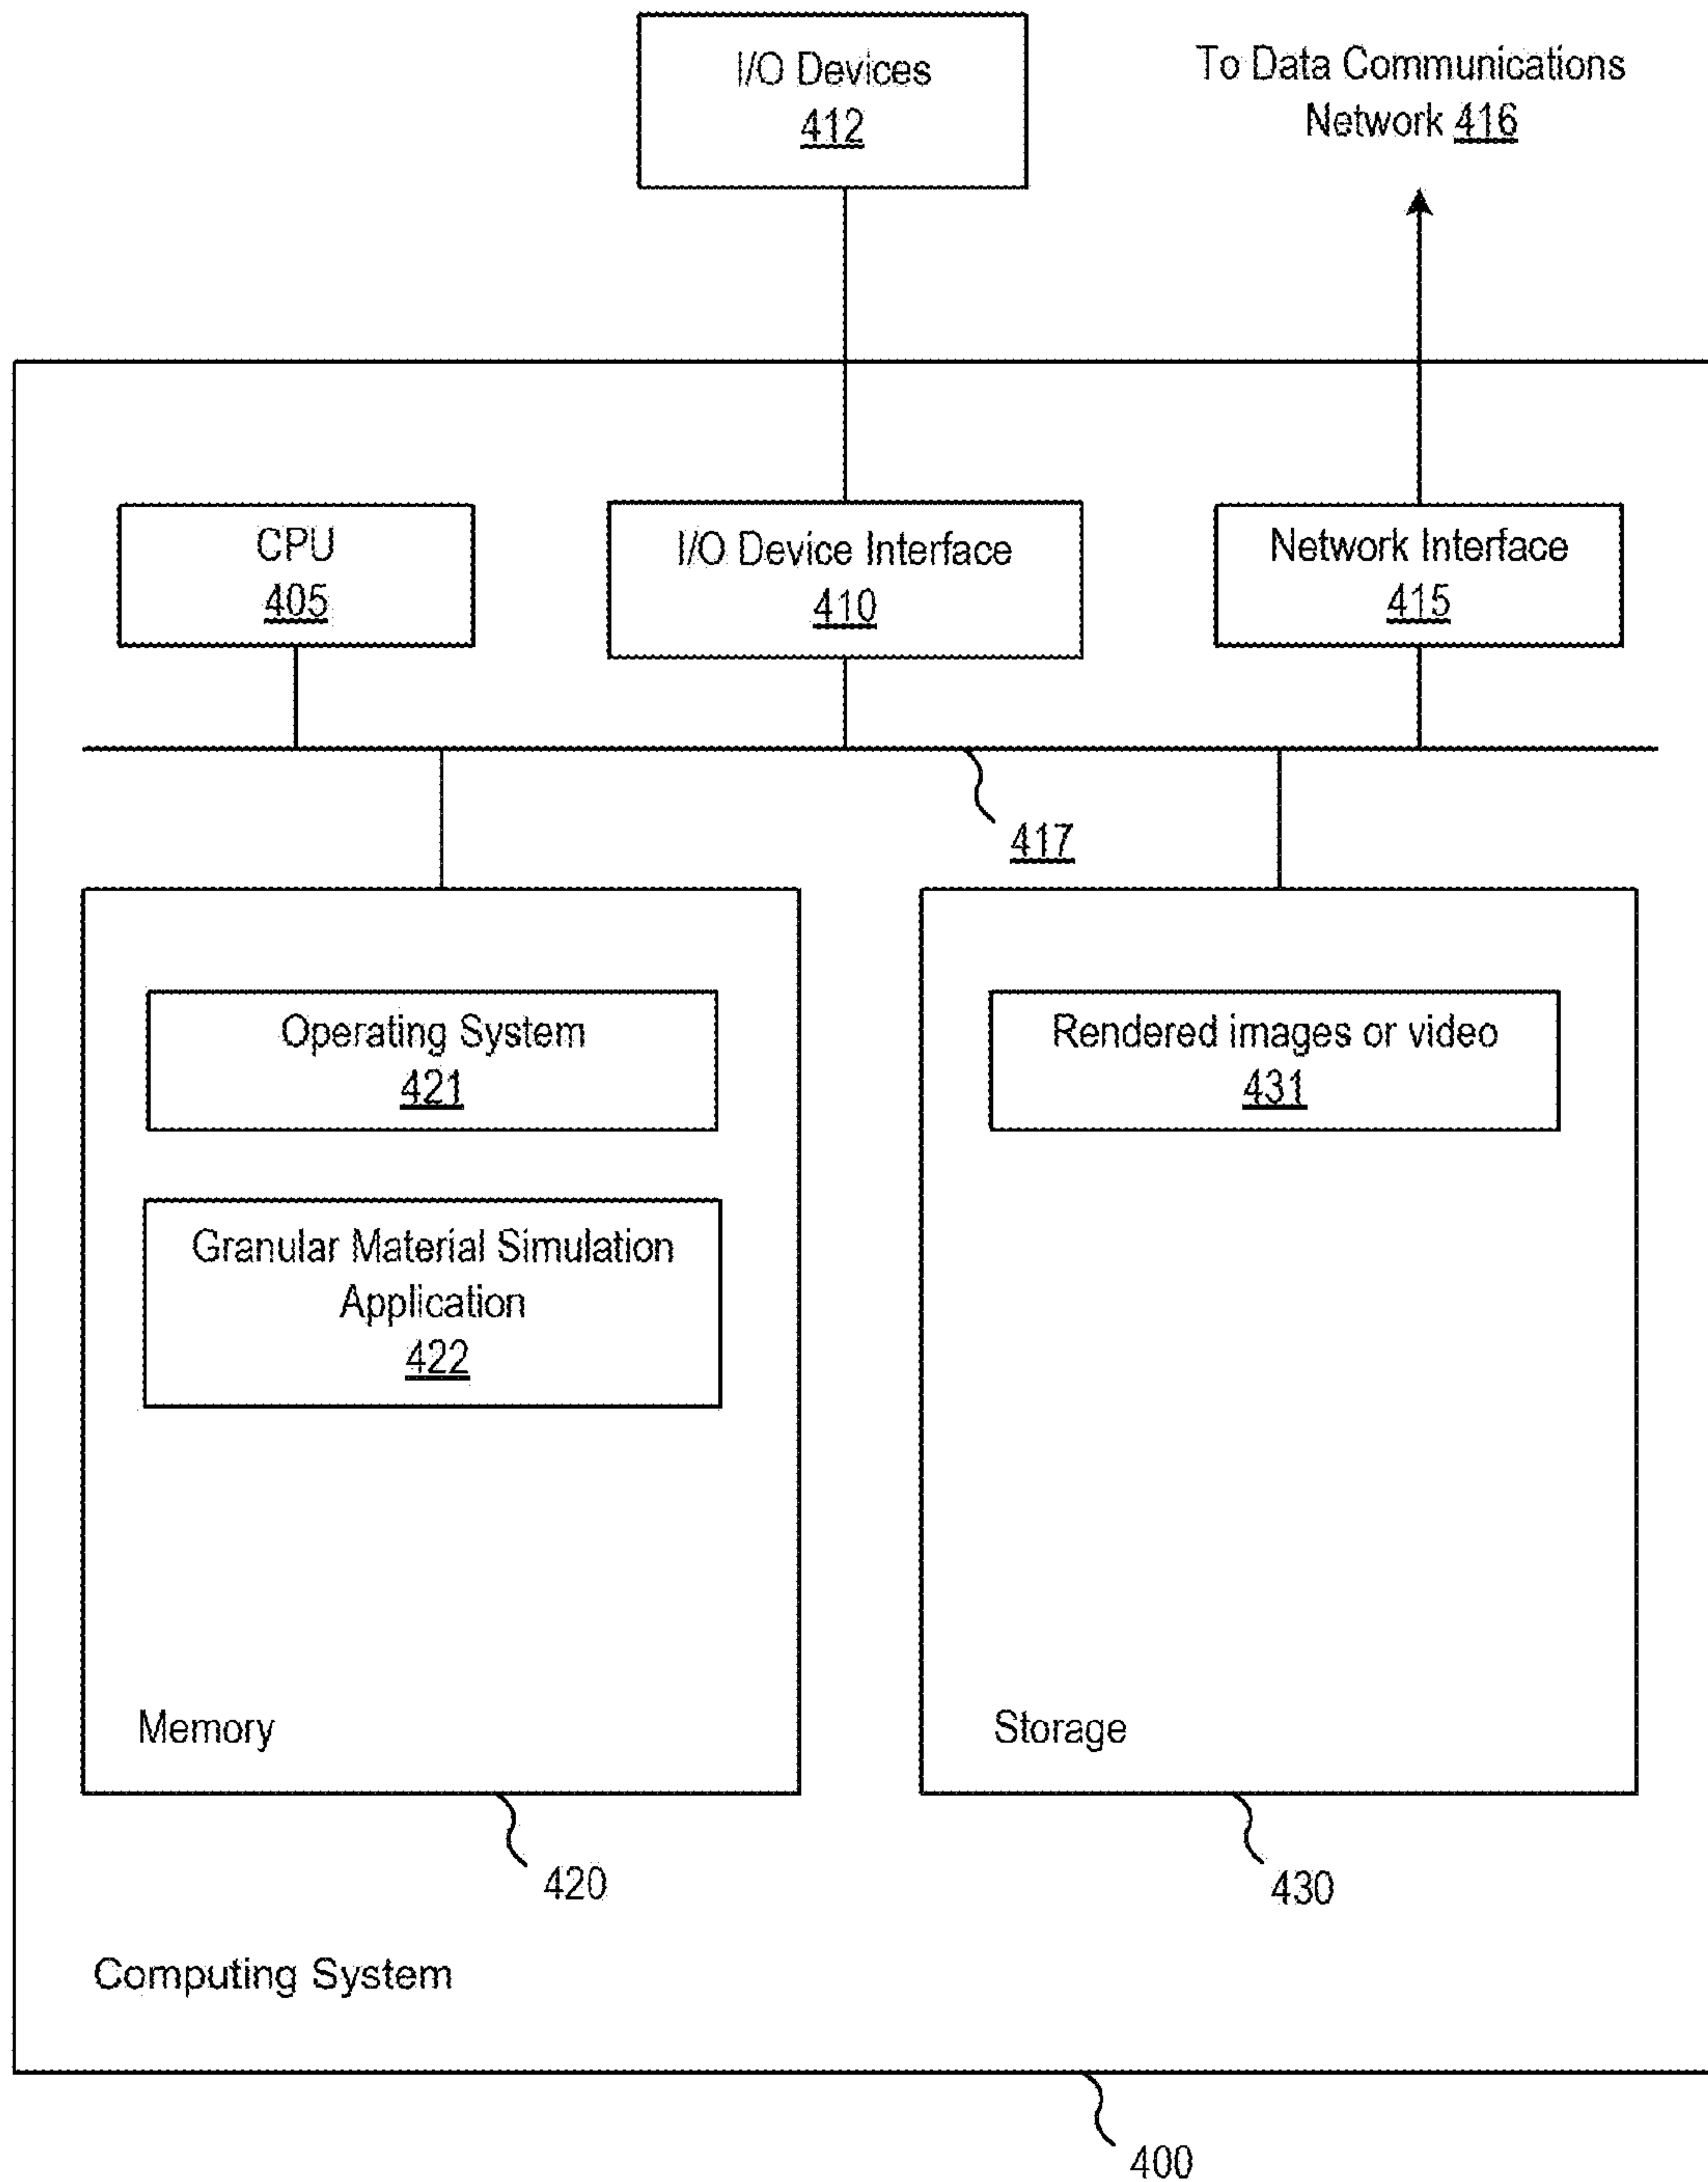 I/O Devices
412
To Data Communications
Network 416
CPU
405
I/O Device Interface
410
Network Interface
415
417
Operating System
421
Granular Material Simulation
Application
422
Memory
420
Rendered images or video
431
Storage
430
Computing System
400